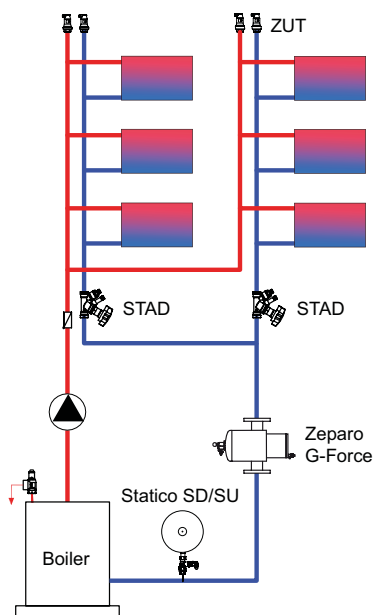 ZUT
STAD
STAD
Zeparo
G-Force
Statico SD/SU
Boiler